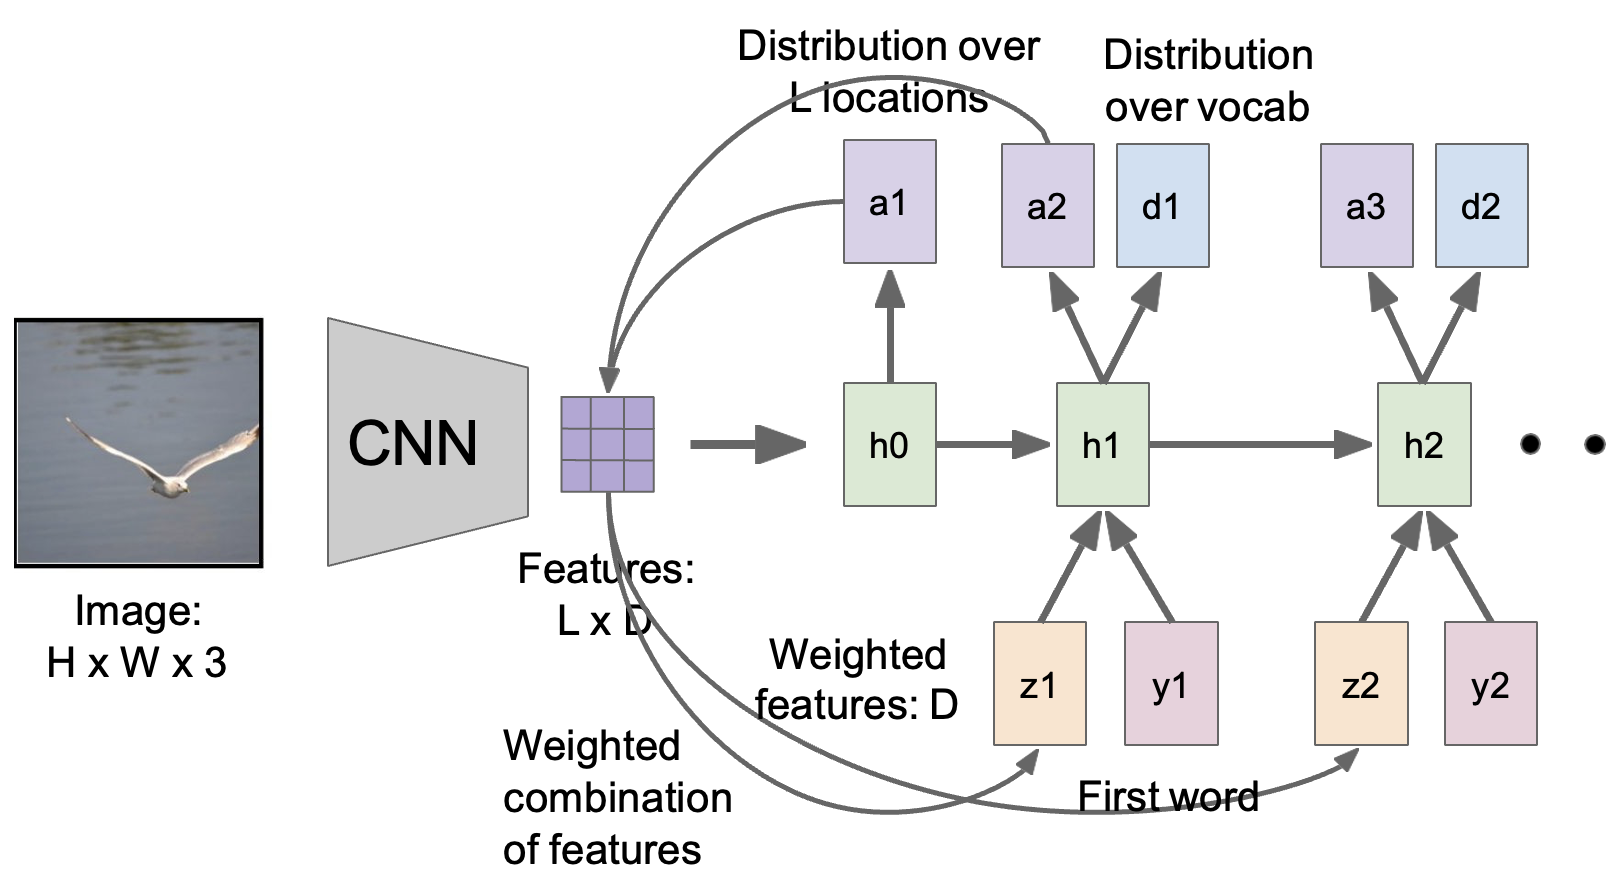 Distribution over
L locations
Distribution
over vocab
a1
a2
d1
a3
d2
CNN
h0
h1
h2
Features:
L x D
Image:
H x W x 3
Weighted
features: D
z1
y1
z2
y2
Weighted
combination
of features
First word